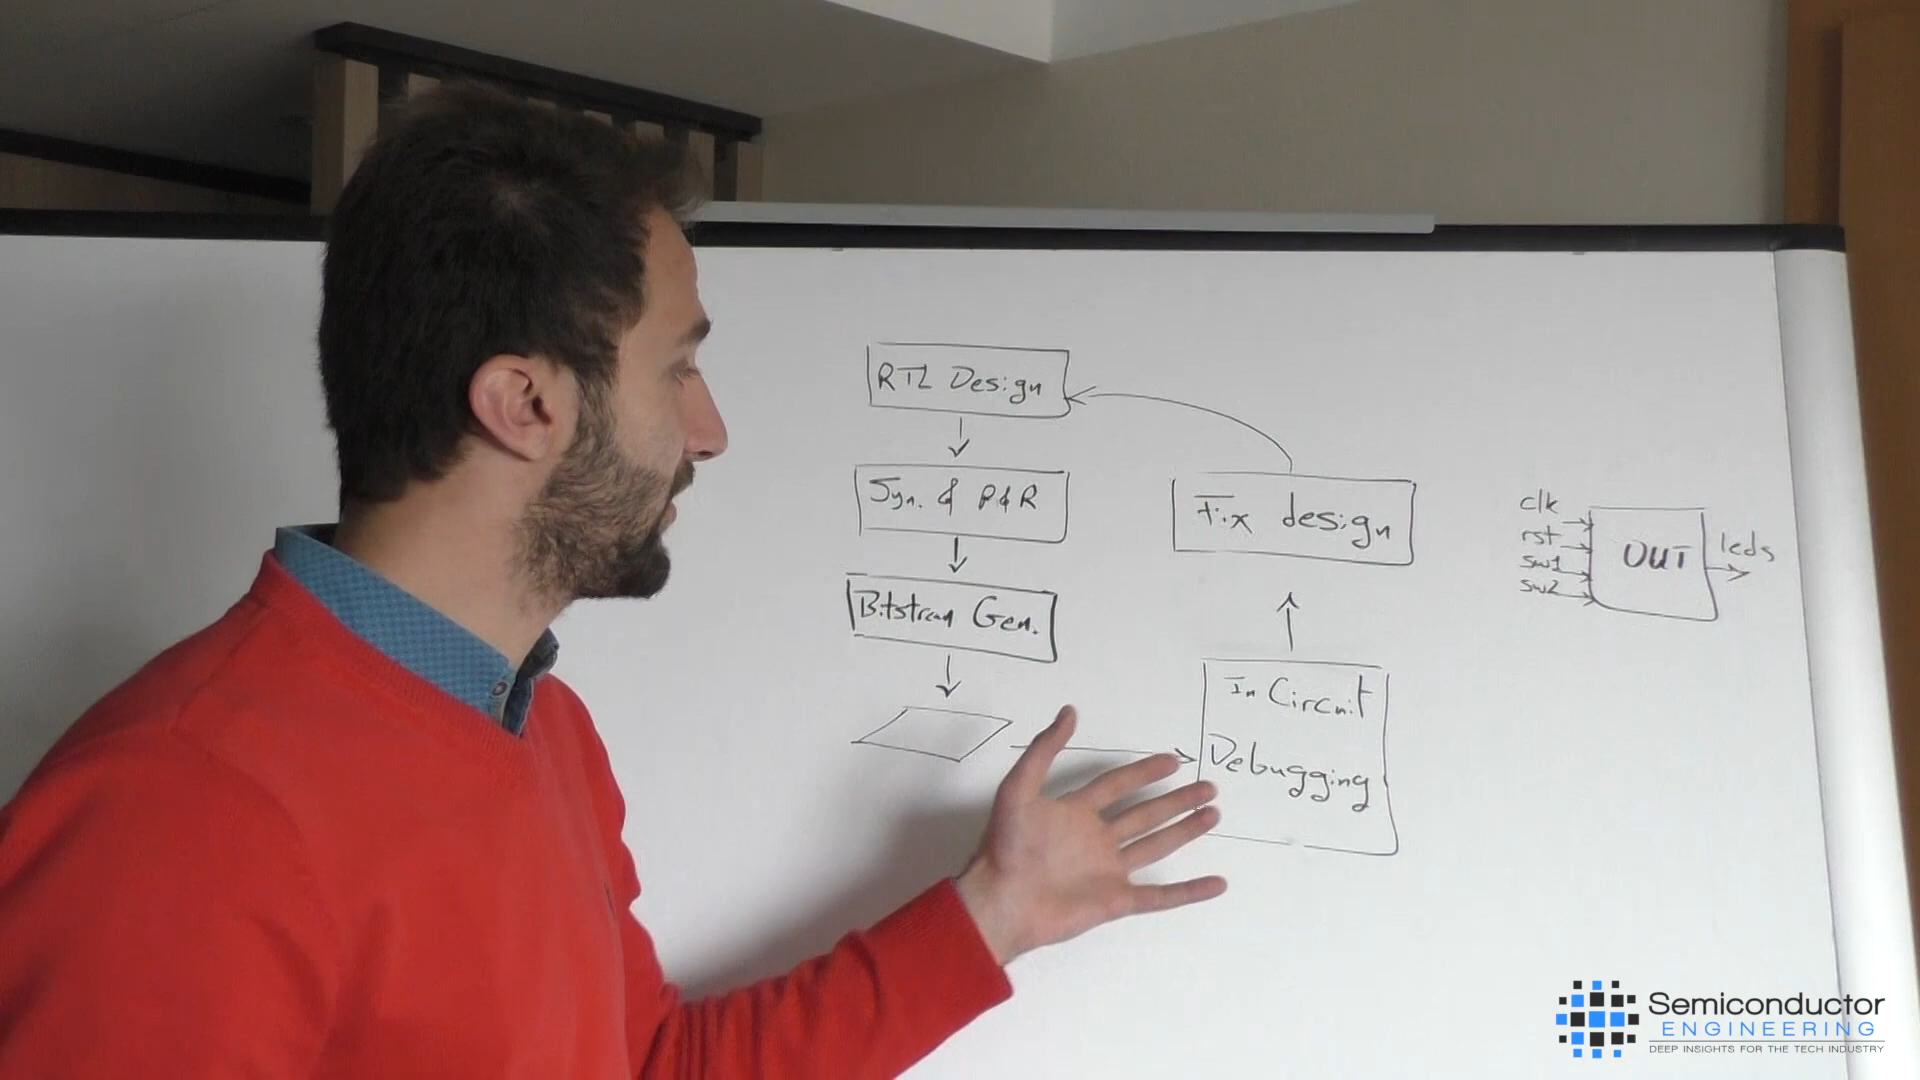 RTL Design
Syn. & P&R
Bitstream Gen.
Fix design
In Circuit
Debugging
clk
rst
sw1
sw2
DUT
leds
Semiconductor
ENGINEERING
DEEP INSIGHTS FOR THE TECH INDUSTRY